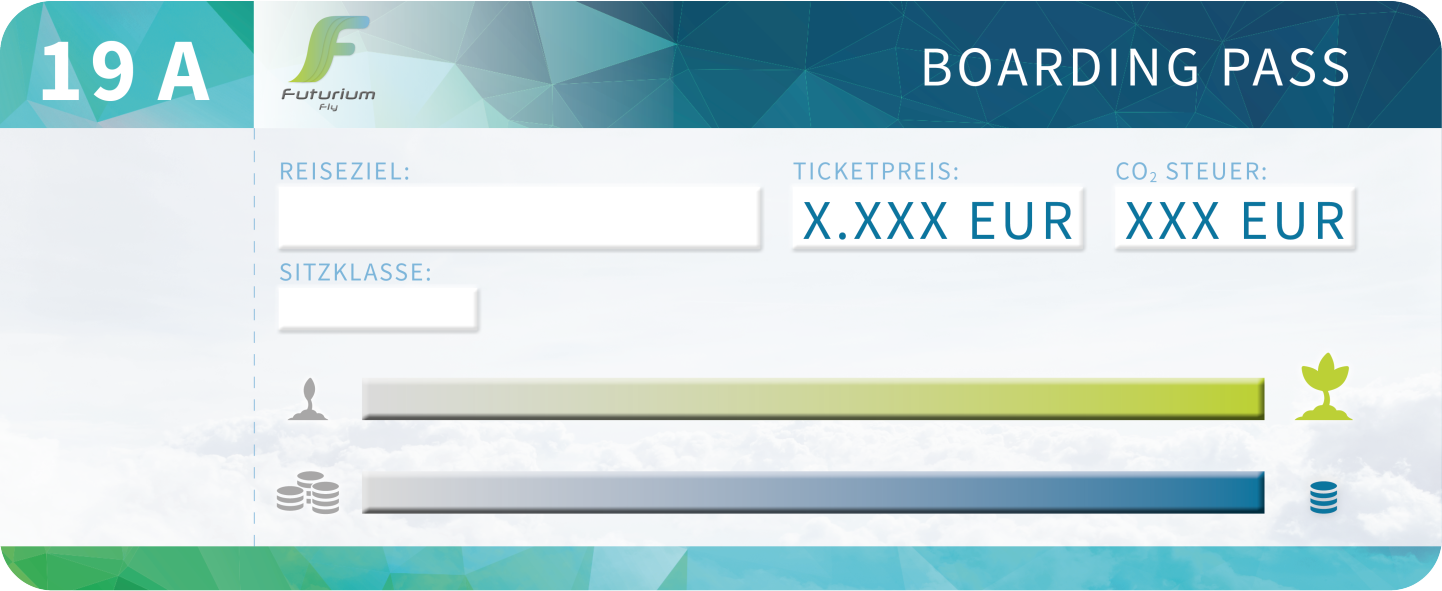 19 A
Futurium
Fly
BOARDING PASS
REISEZIEL:
TICKETPREIS:
CO₂ STEUER:
X.XXX EUR
XXX EUR
SITZKLASSE: